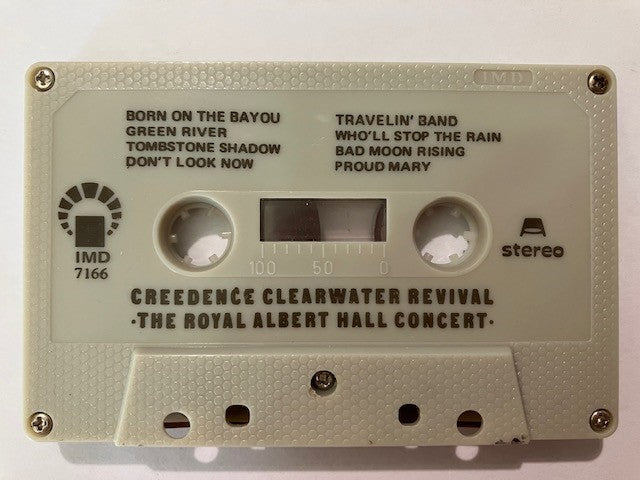 IMD
BORN ON THE BAYOU
GREEN RIVER
TOMBSTONE SHADOW
DON'T LOOK NOW
TRAVELIN' BAND
WHO'LL STOP THE RAIN
BAD MOON RISING
PROUD MARY
IMD
7166
100 50 0
A
stereo
CREEDENCE CLEARWATER REVIVAL
·THE ROYAL ALBERT HALL CONCERT·